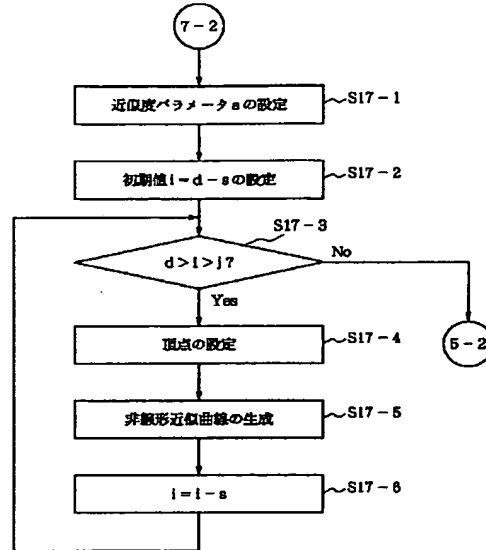 7-2
近似度パラメータsの設定
S17-1
初期値i=d-sの設定
S17-2
S17-3
d>i>j?
No
Yes
頂点の設定
S17-4
5-2
非線形近似曲線の生成
S17-5
i=i-s
S17-6